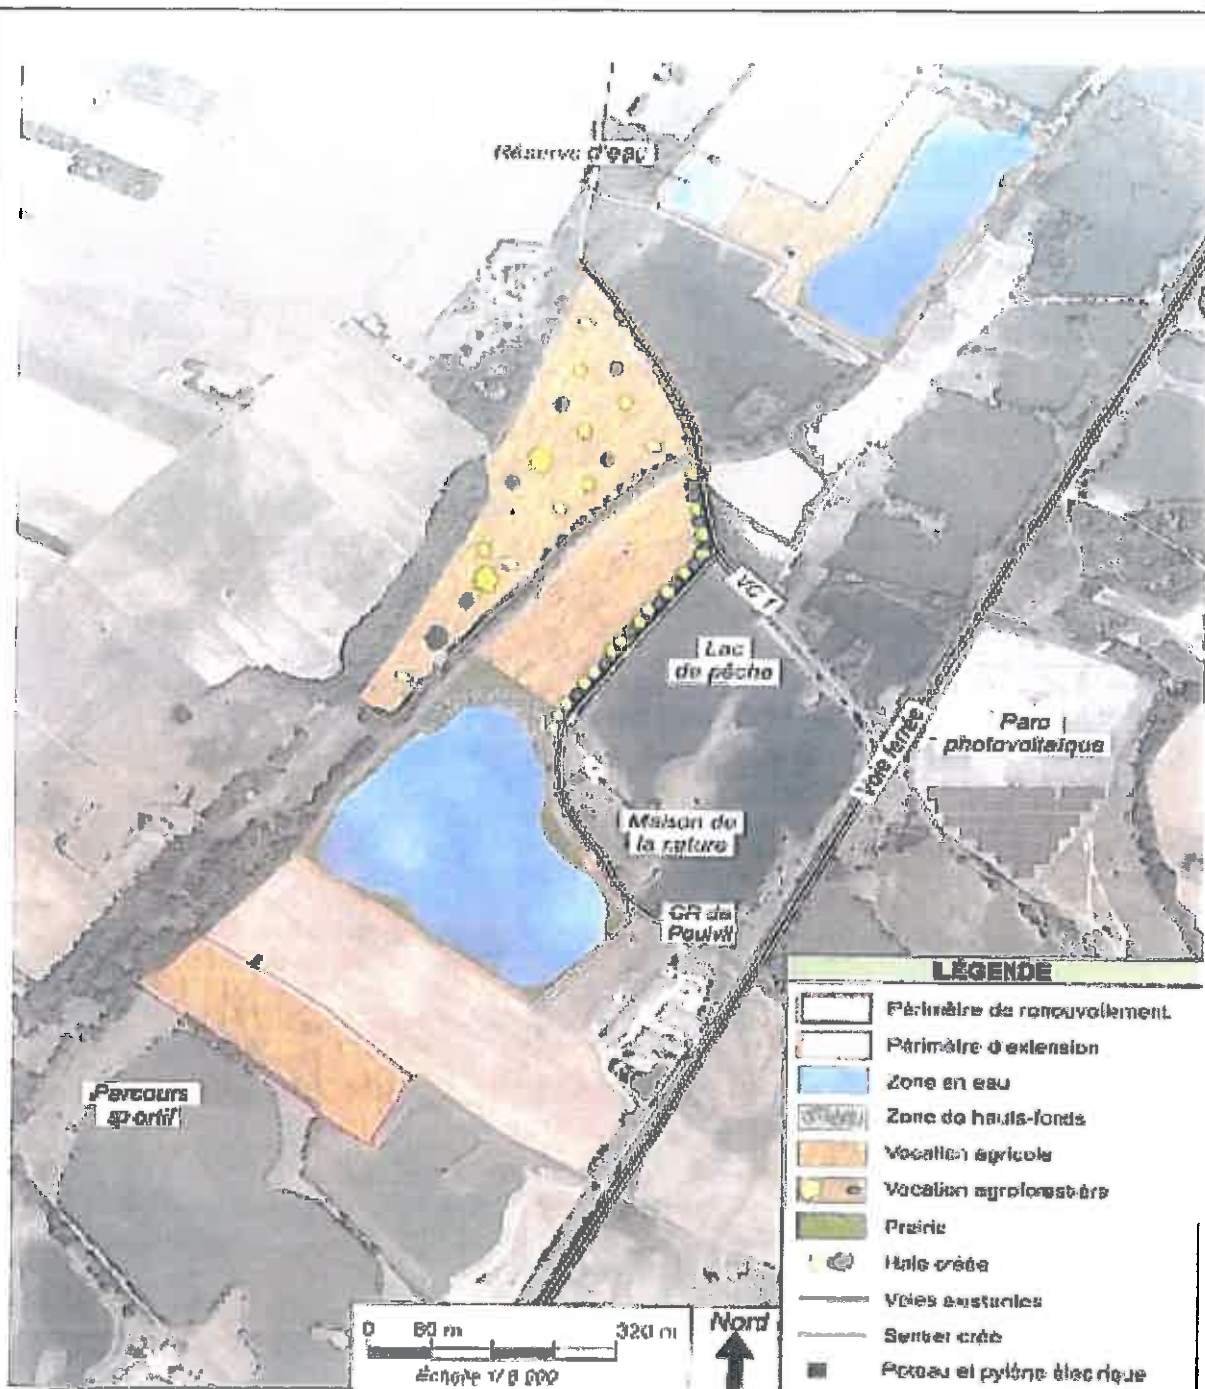 Réserve d'eau
VC 1
Lac
de pêche
Voie ferrée
Parc
photovoltaïque
Maison de
la nature
CR de
Parcours
sportif
LÉGENDE
Périmètre de renouvellement
Périmètre d'extension
Zone en eau
Zone de hauts-fonds
Vocation agricole
Vocation agroforestière
Prairie
Haie créée
Voies existantes
Sentier créé
Poteau et pylône électrique
0 80 m 320 m
Échelle 1/ 8 000
Nord